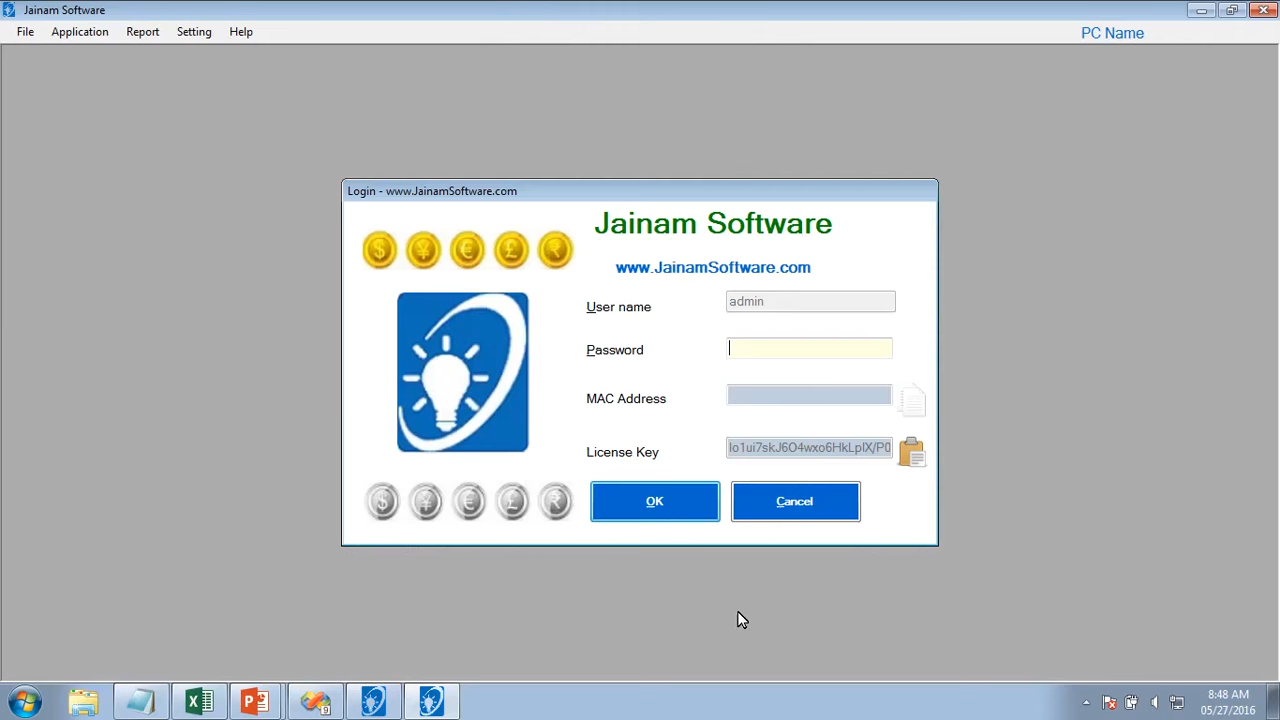 Jainam Software
File Application Report Setting Help PC Name
Login - www.JainamSoftware.com
Jainam Software
$ ¥ € £ ₹
www.JainamSoftware.com
User name admin
Password
MAC Address
License Key
$ ¥ € £ ₹
OK Cancel
8:48 AM
05/27/2016